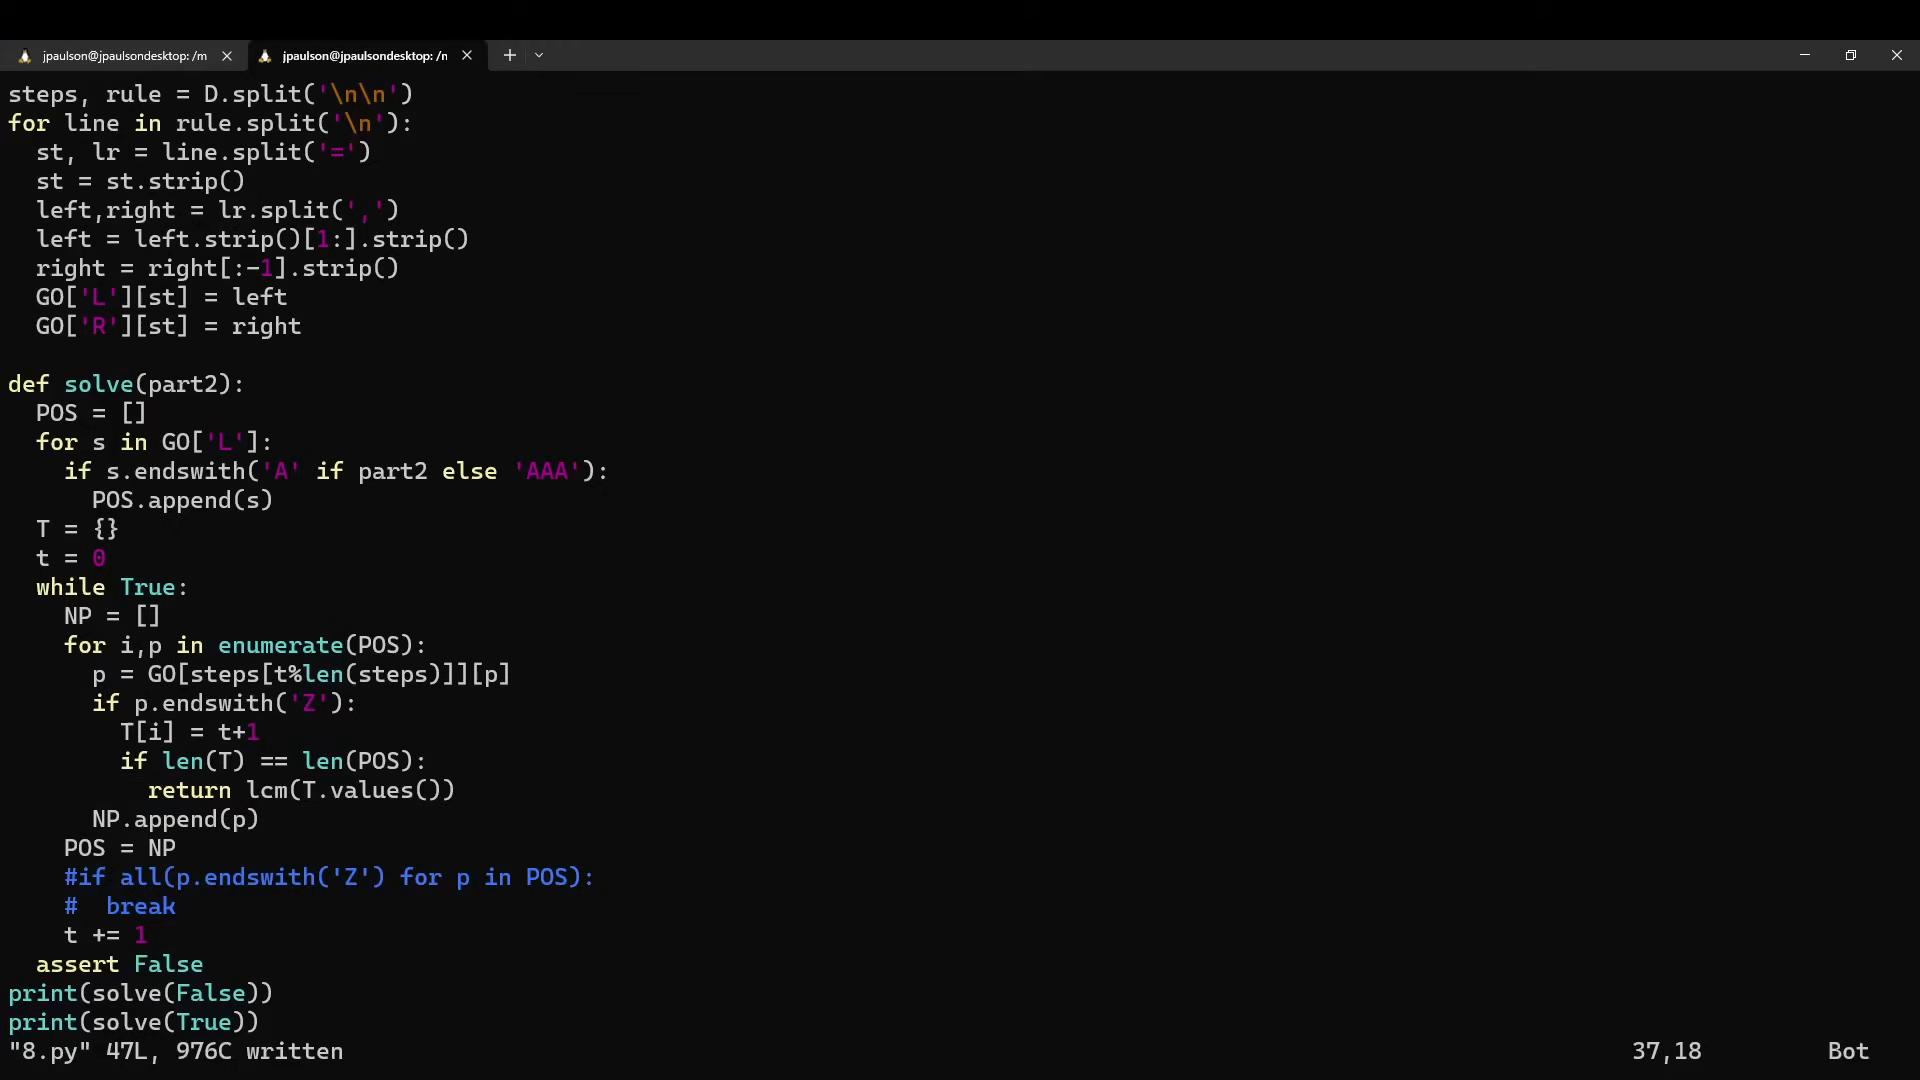 jpaulson@jpaulsondesktop: /m
jpaulson@jpaulsondesktop: /n
steps, rule = D.split('\n\n')
for line in rule.split('\n'):
  st, lr = line.split('=')
  st = st.strip()
  left,right = lr.split(',')
  left = left.strip()[1:].strip()
  right = right[:-1].strip()
  GO['L'][st] = left
  GO['R'][st] = right

def solve(part2):
  POS = []
  for s in GO['L']:
    if s.endswith('A' if part2 else 'AAA'):
      POS.append(s)
  T = {}
  t = 0
  while True:
    NP = []
    for i,p in enumerate(POS):
      p = GO[steps[t%len(steps)]][p]
      if p.endswith('Z'):
        T[i] = t+1
        if len(T) == len(POS):
          return lcm(T.values())
      NP.append(p)
    POS = NP
    #if all(p.endswith('Z') for p in POS):
    #  break
    t += 1
  assert False
print(solve(False))
print(solve(True))
"8.py" 47L, 976C written 37,18 Bot